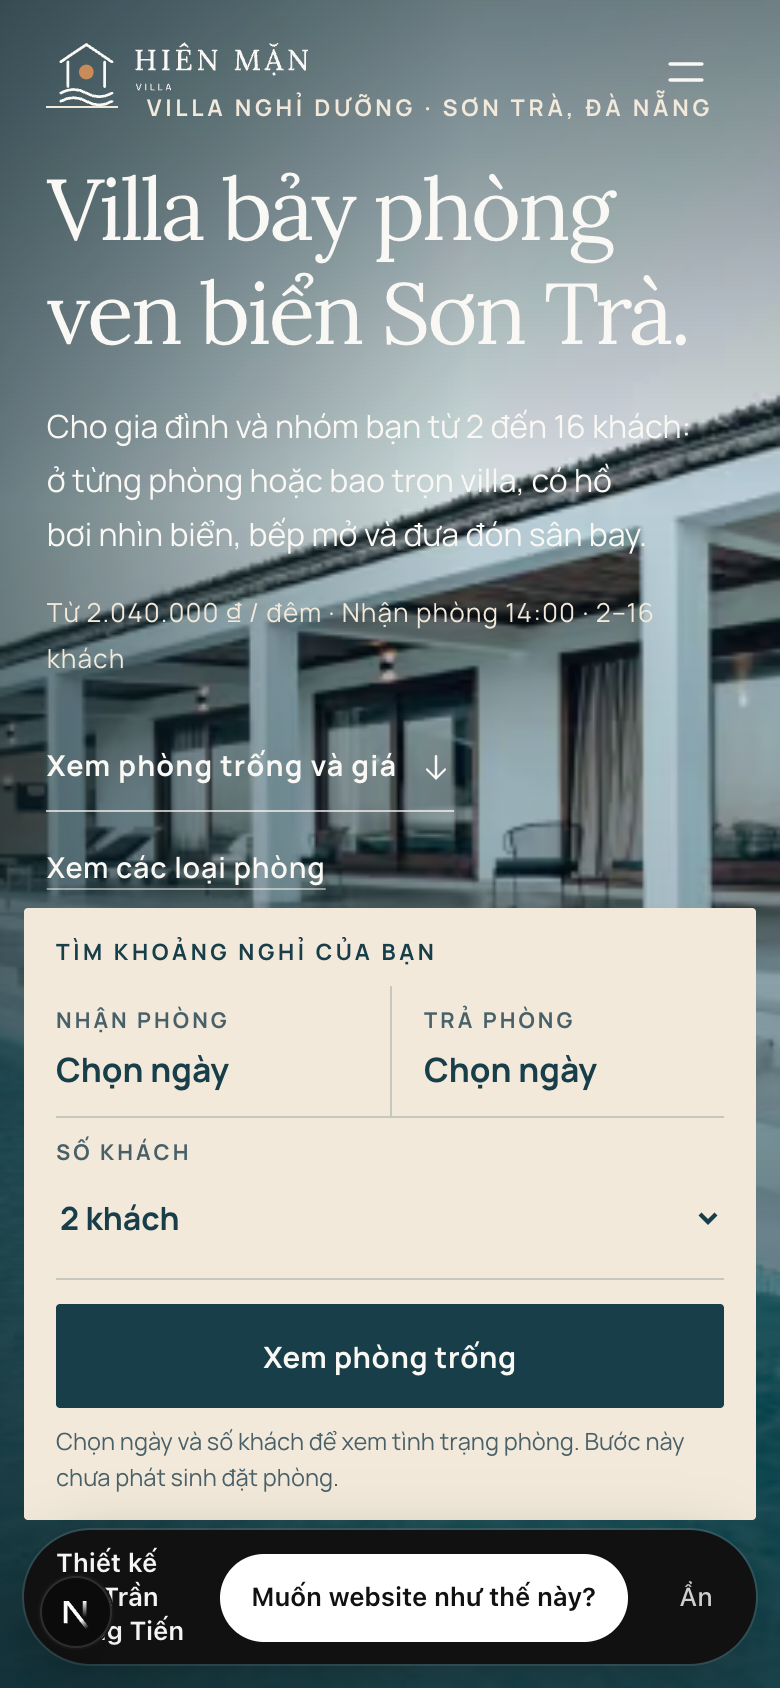 HIÊN MẶN
VILLA
VILLA NGHỈ DƯỠNG · SƠN TRÀ, ĐÀ NẴNG
Villa bảy phòng
ven biển Sơn Trà.
Cho gia đình và nhóm bạn từ 2 đến 16 khách:
ở từng phòng hoặc bao trọn villa, có hồ
bơi nhìn biển, bếp mở và đưa đón sân bay.
Từ 2.040.000 ₫ / đêm · Nhận phòng 14:00 · 2–16
khách
Xem phòng trống và giá ↓
Xem các loại phòng
TÌM KHOẢNG NGHỈ CỦA BẠN
NHẬN PHÒNG
Chọn ngày
TRẢ PHÒNG
Chọn ngày
SỐ KHÁCH
2 khách
Xem phòng trống
Chọn ngày và số khách để xem tình trạng phòng. Bước này
chưa phát sinh đặt phòng.
Thiết kế
Trần
Tiến
N
Muốn website như thế này?
Ẩn